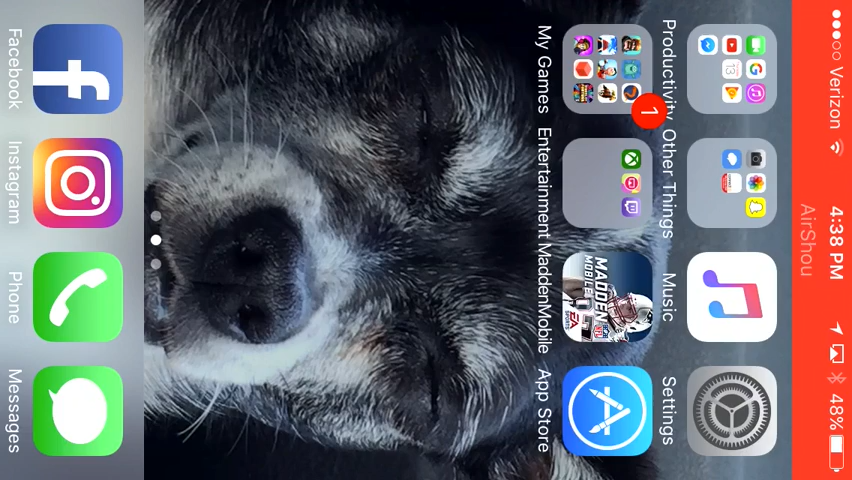 Verizon 4:38 PM 48%
AirShou
Productivity Other Things Music Settings
1
MADDEN
MOBILE
My Games Entertainment MaddenMobile App Store
Facebook Instagram Phone Messages